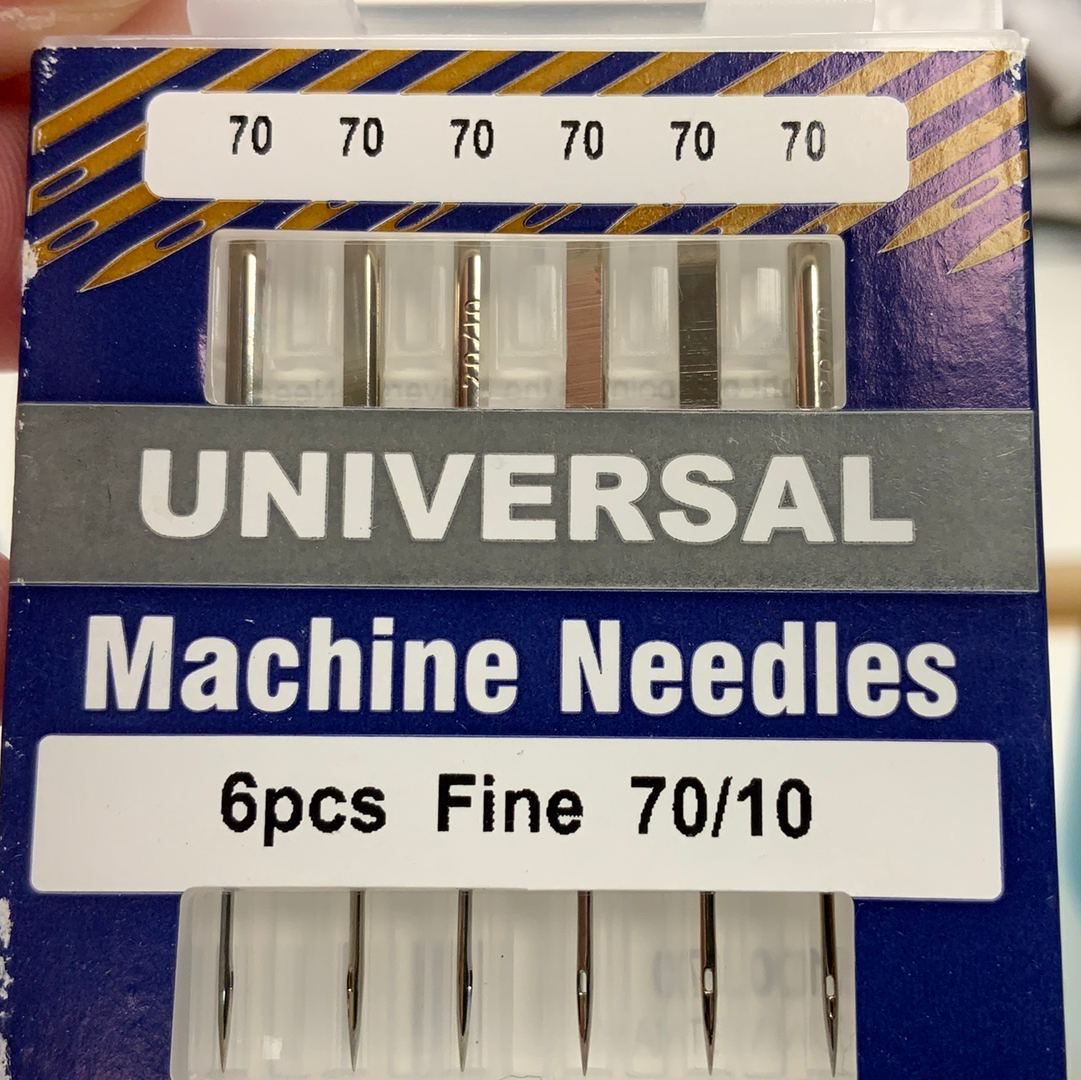 70 70 70 70 70 70
UNIVERSAL
Machine Needles
6pcs Fine 70/10